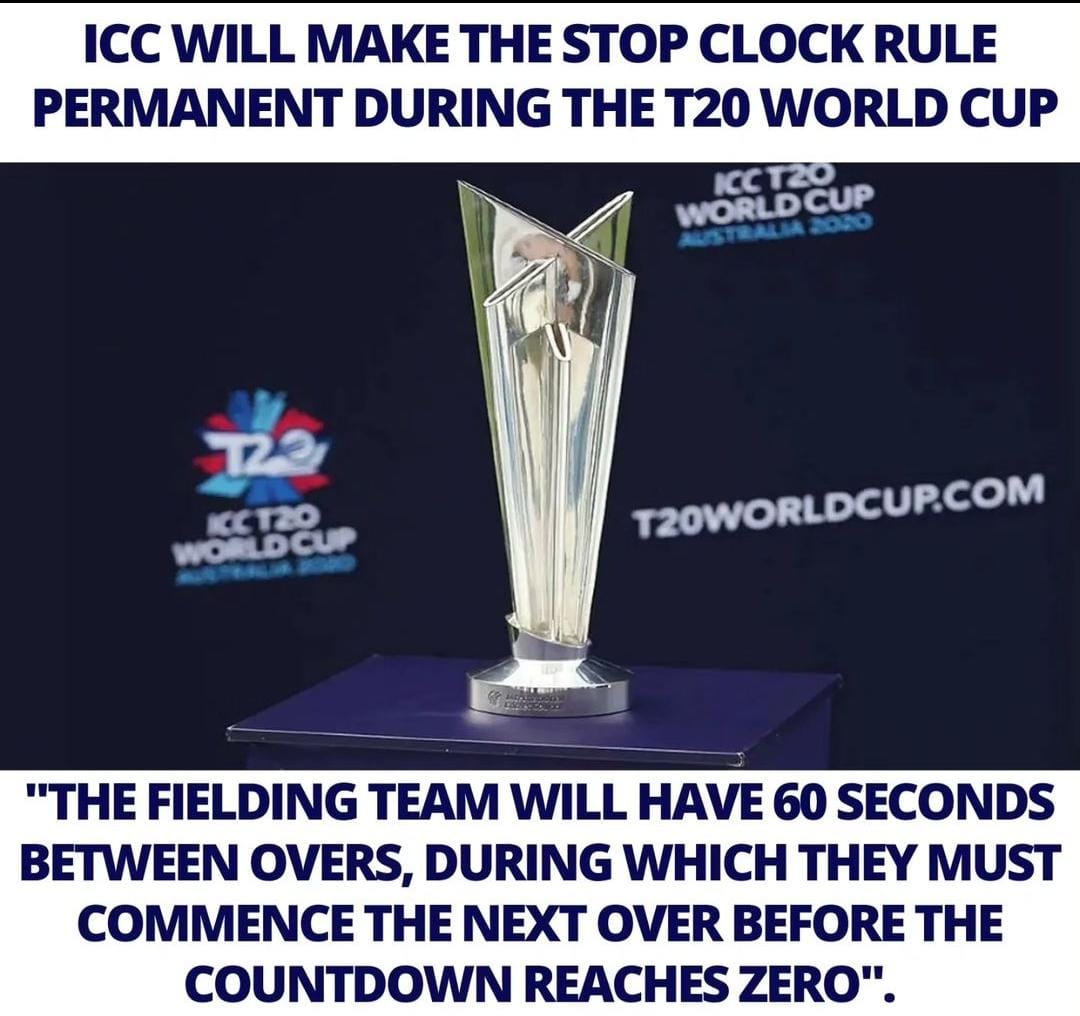 ICC WILL MAKE THE STOP CLOCK RULE
PERMANENT DURING THE T20 WORLD CUP
ICC T20
WORLD CUP
AUSTRALIA 2020
T20
ICC T20
WORLD CUP
AUSTRALIA 2020
T20WORLDCUP.COM
"THE FIELDING TEAM WILL HAVE 60 SECONDS
BETWEEN OVERS, DURING WHICH THEY MUST
COMMENCE THE NEXT OVER BEFORE THE
COUNTDOWN REACHES ZERO".